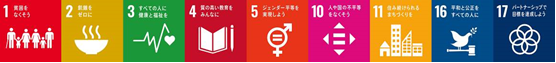 1 貧困を
なくそう
2 飢餓を
ゼロに
3 すべての人に
健康と福祉を
4 質の高い教育を
みんなに
5 ジェンダー平等を
実現しよう
10 人や国の不平等
をなくそう
11 住み続けられる
まちづくりを
16 平和と公正を
すべての人に
17 パートナーシップで
目標を達成しよう